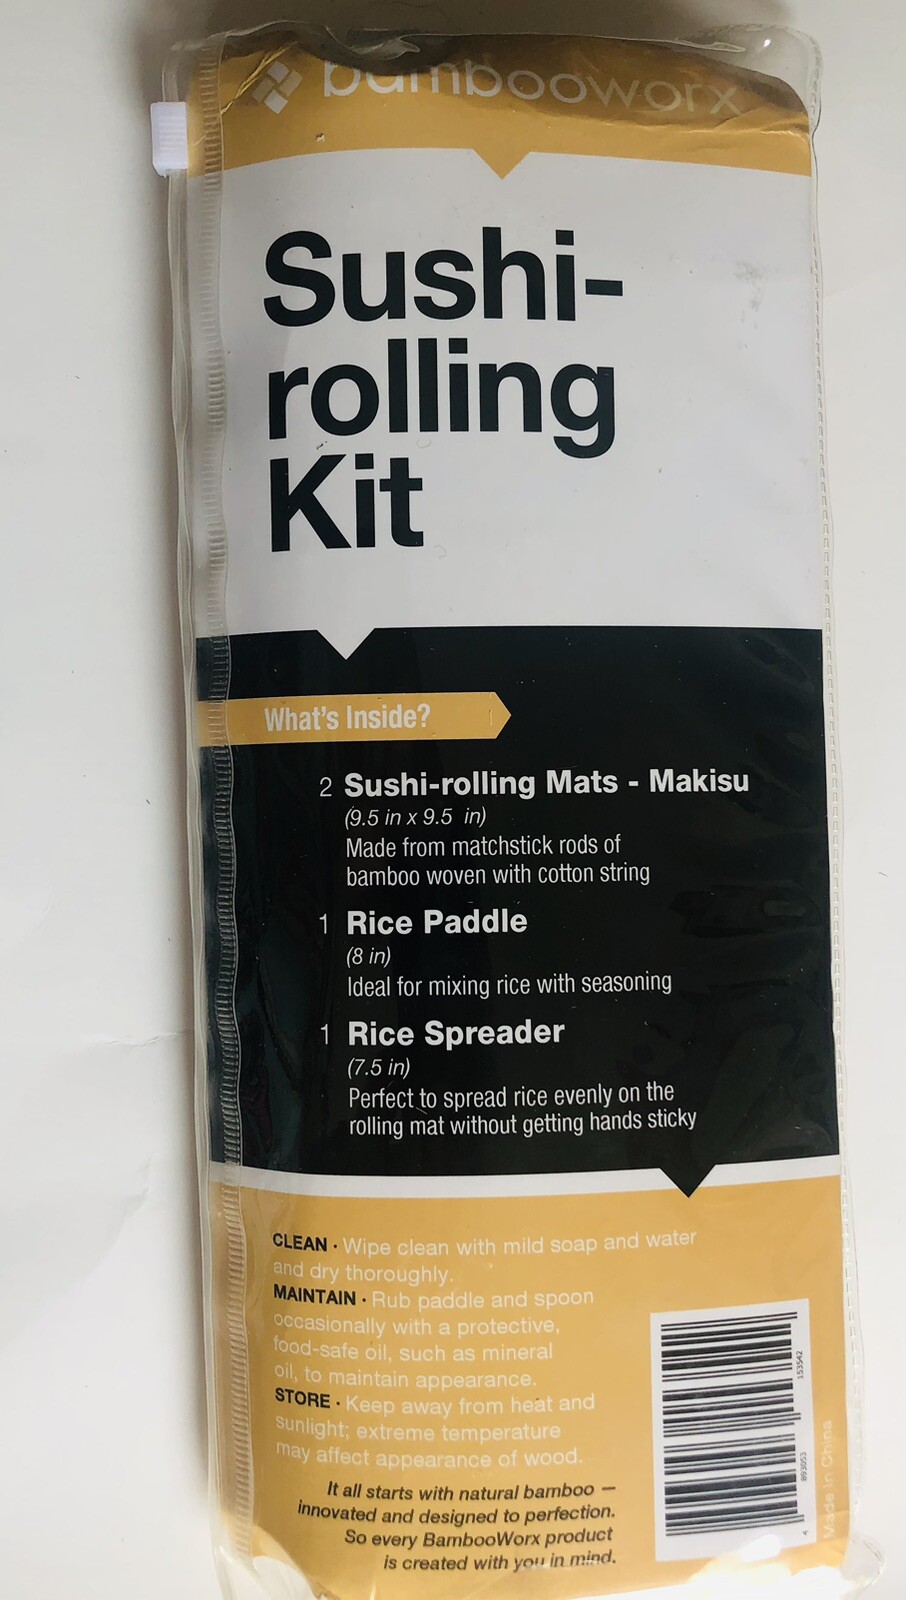 bambooworx
Sushi-
rolling
Kit
What's Inside?
2 Sushi-rolling Mats - Makisu
(9.5 in x 9.5 in)
Made from matchstick rods of
bamboo woven with cotton string
1 Rice Paddle
(8 in)
Ideal for mixing rice with seasoning
1 Rice Spreader
(7.5 in)
Perfect to spread rice evenly on the
rolling mat without getting hands sticky
CLEAN · Wipe clean with mild soap and water
and dry thoroughly.
MAINTAIN · Rub paddle and spoon
occasionally with a protective,
food-safe oil, such as mineral
oil, to maintain appearance.
STORE · Keep away from heat and
sunlight; extreme temperature
may affect appearance of wood.
It all starts with natural bamboo —
innovated and designed to perfection.
So every BambooWorx product
is created with you in mind.
4 893053 153542
Made in China